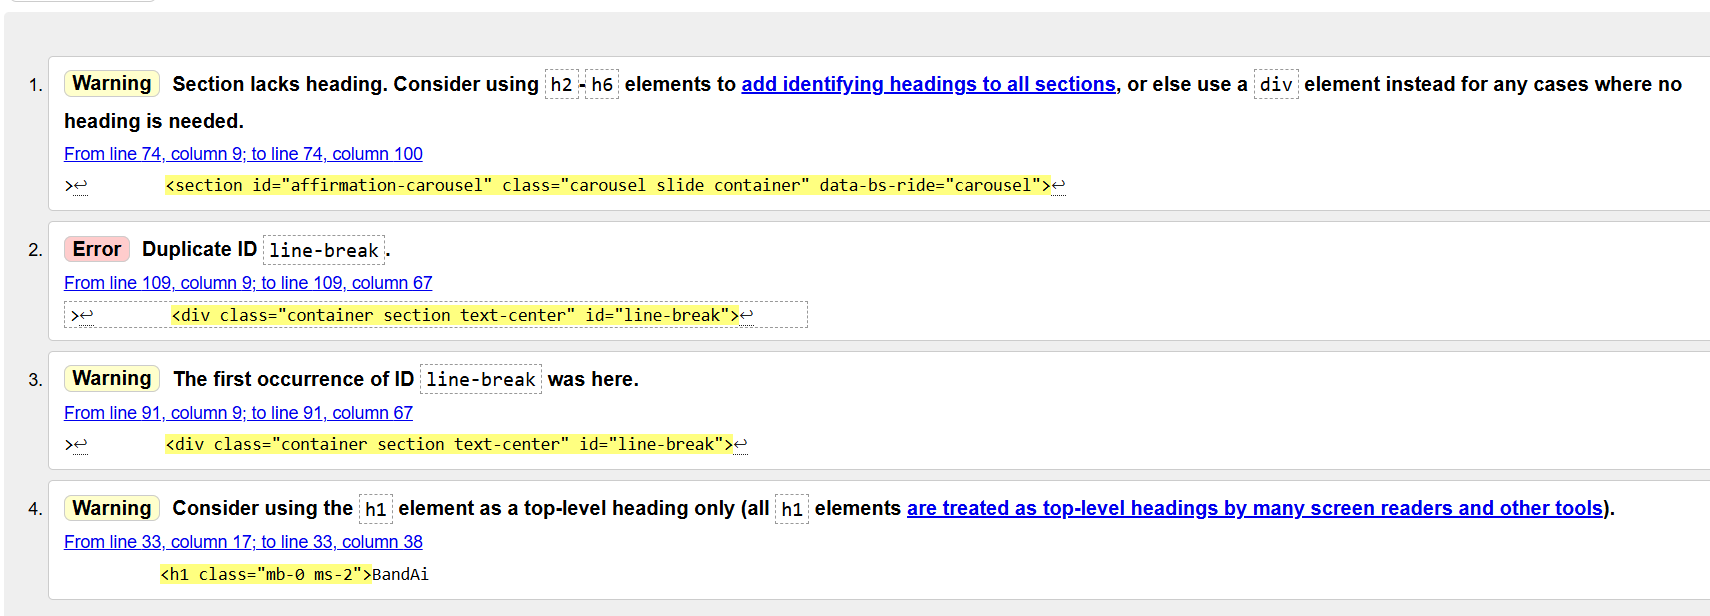 1. Warning Section lacks heading. Consider using h2-h6 elements to add identifying headings to all sections, or else use a div element instead for any cases where no
heading is needed.
From line 74, column 9; to line 74, column 100
>↩ <section id="affirmation-carousel" class="carousel slide container" data-bs-ride="carousel">↩
2. Error Duplicate ID line-break.
From line 109, column 9; to line 109, column 67
>↩ <div class="container section text-center" id="line-break">↩
3. Warning The first occurrence of ID line-break was here.
From line 91, column 9; to line 91, column 67
>↩ <div class="container section text-center" id="line-break">↩
4. Warning Consider using the h1 element as a top-level heading only (all h1 elements are treated as top-level headings by many screen readers and other tools).
From line 33, column 17; to line 33, column 38
<h1 class="mb-0 ms-2">BandAi